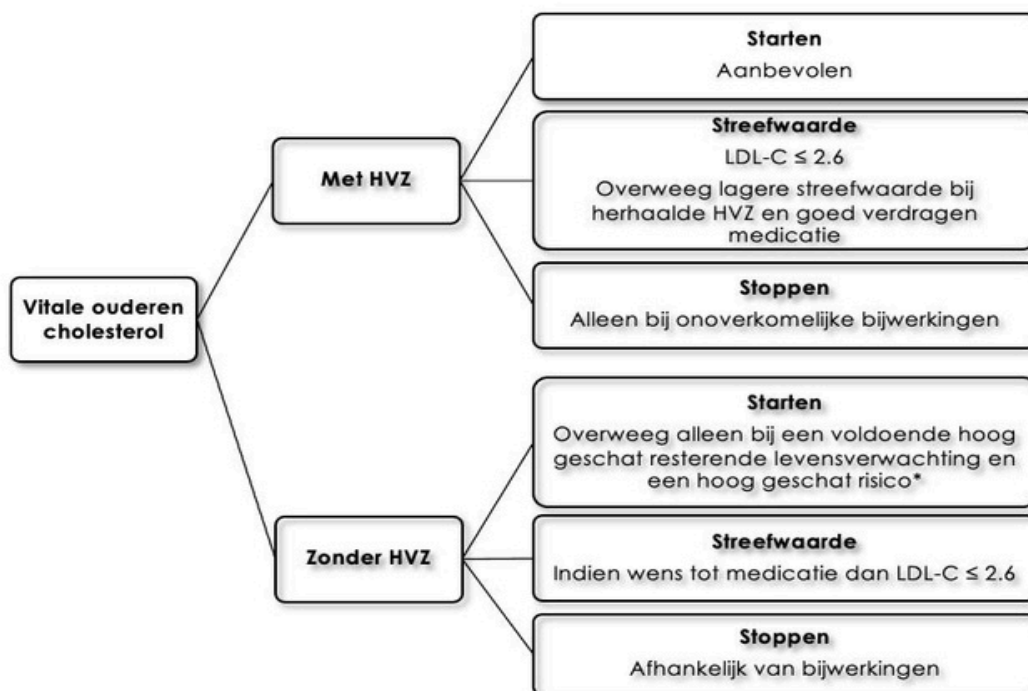 Vitale ouderen
cholesterol
Met HVZ
Starten
Aanbevolen
Streefwaarde
LDL-C ≤ 2.6
Overweeg lagere streefwaarde bij
herhaalde HVZ en goed verdragen
medicatie
Stoppen
Alleen bij onoverkomelijke bijwerkingen
Zonder HVZ
Starten
Overweeg alleen bij een voldoende hoog
geschat resterende levensverwachting en
een hoog geschat risico*
Streefwaarde
Indien wens tot medicatie dan LDL-C ≤ 2.6
Stoppen
Afhankelijk van bijwerkingen